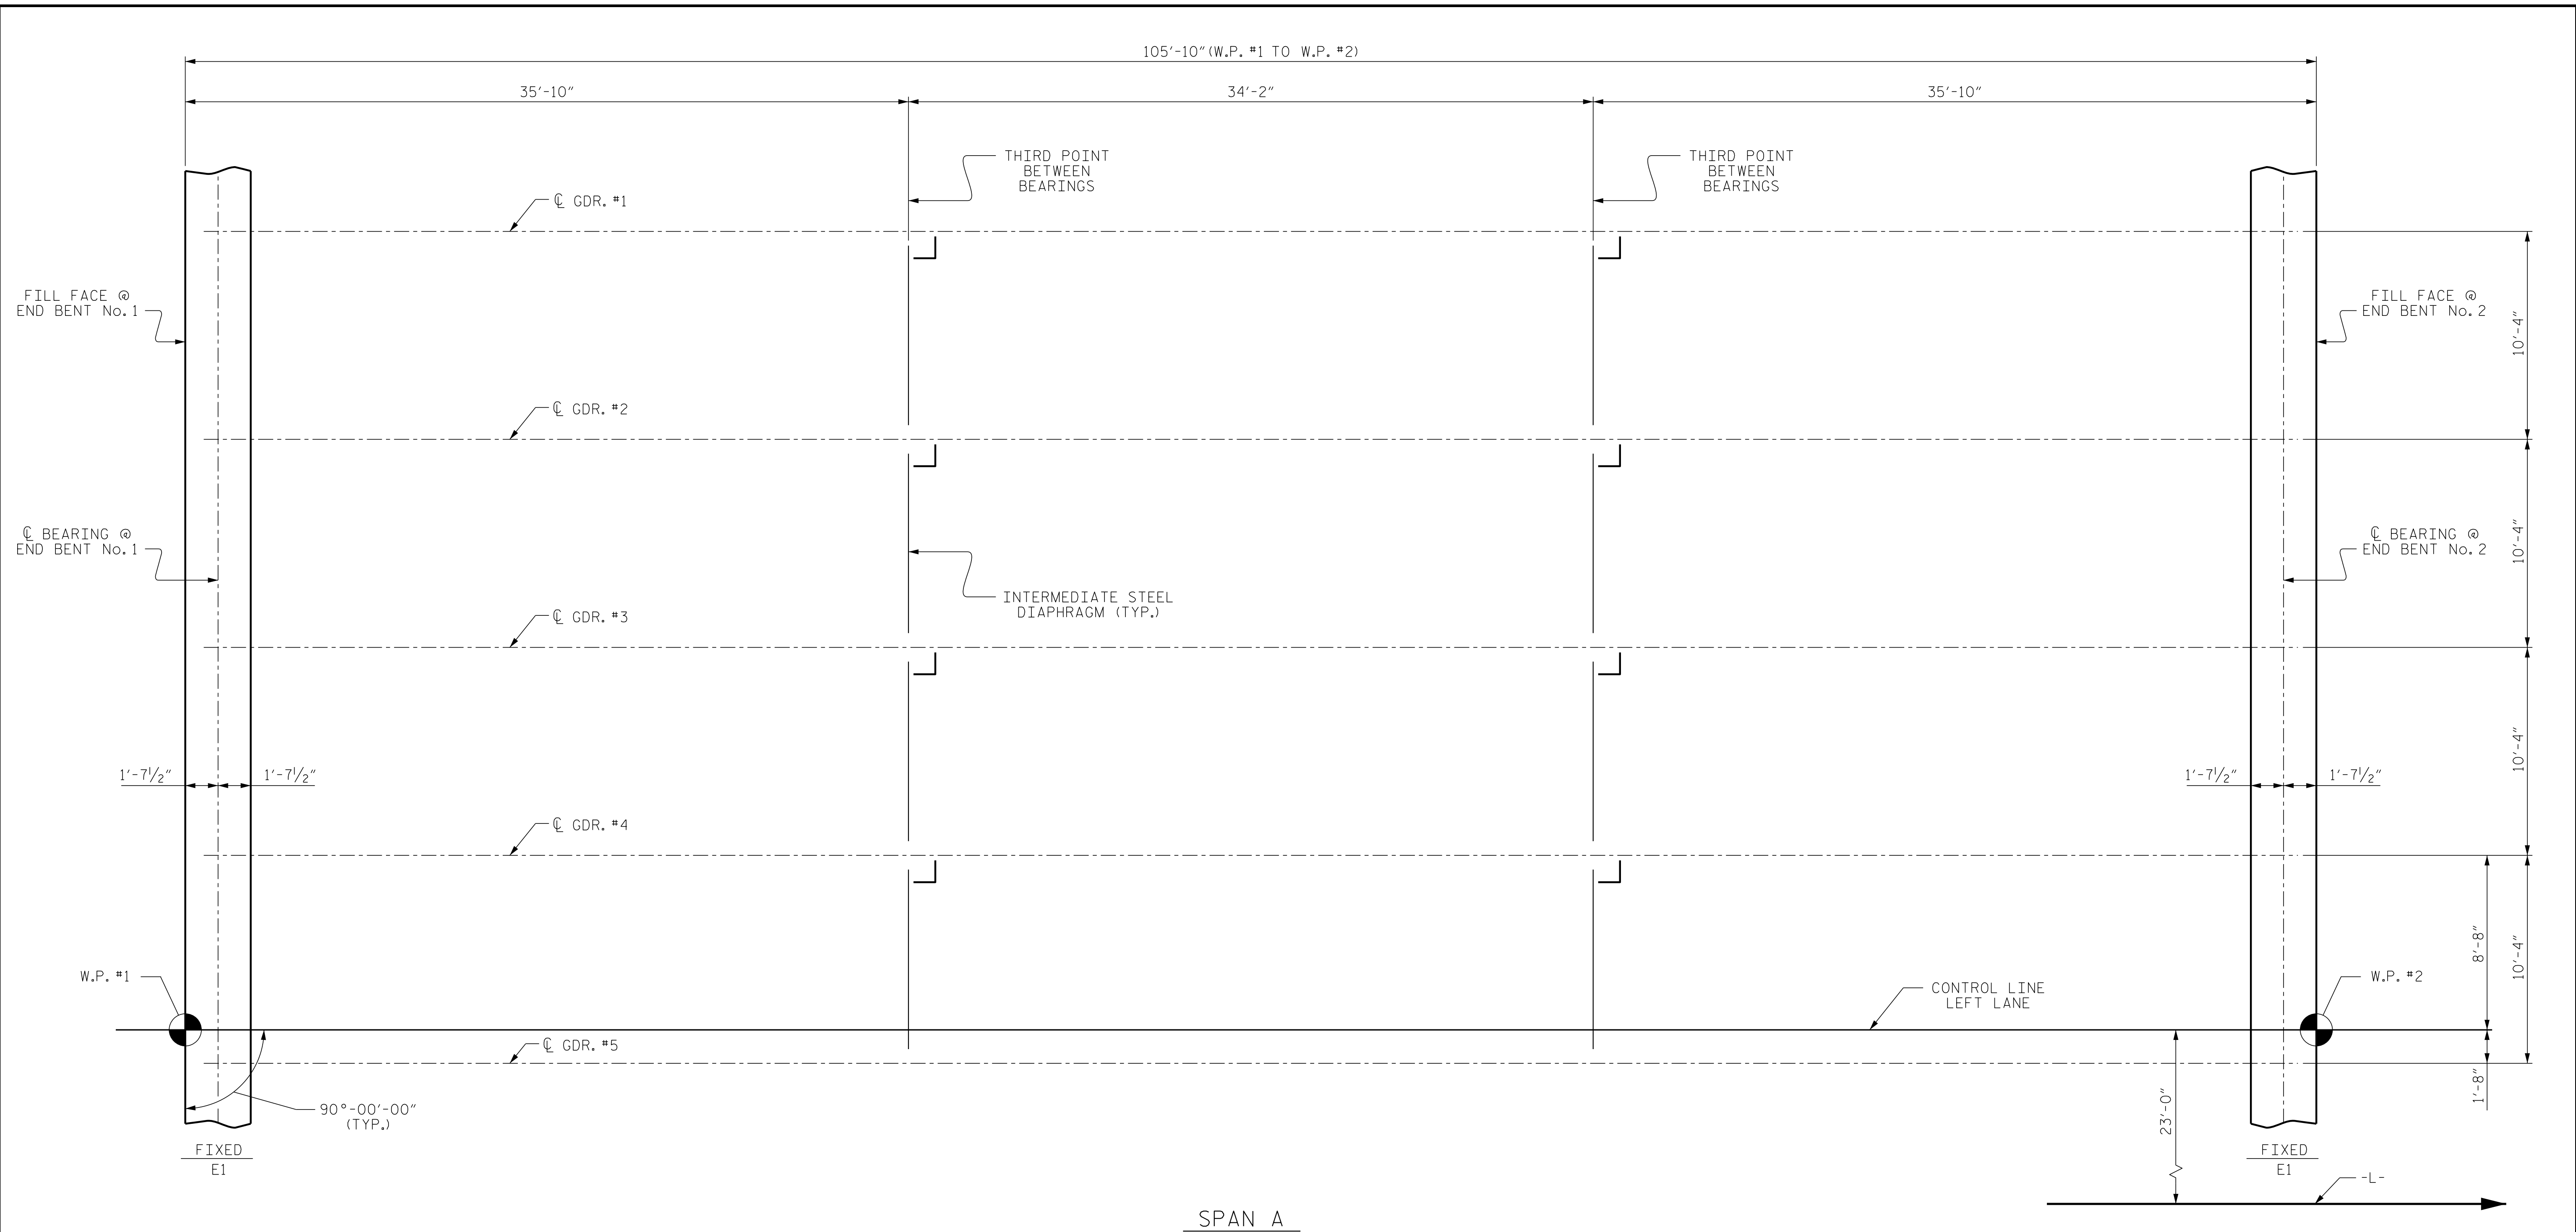 105'-10" (W.P. #1 TO W.P. #2)
35'-10"
34'-2"
35'-10"
THIRD POINT
BETWEEN
BEARINGS
THIRD POINT
BETWEEN
BEARINGS
℄ GDR. #1
FILL FACE @
END BENT No. 1
FILL FACE @
END BENT No. 2
10'-4"
℄ GDR. #2
℄ BEARING @
END BENT No. 1
℄ BEARING @
END BENT No. 2
10'-4"
INTERMEDIATE STEEL
DIAPHRAGM (TYP.)
℄ GDR. #3
1'-7½"
1'-7½"
1'-7½"
1'-7½"
10'-4"
℄ GDR. #4
8'-8"
10'-4"
W.P. #1
CONTROL LINE
LEFT LANE
W.P. #2
℄ GDR. #5
1'-8"
23'-0"
90°-00'-00"
(TYP.)
FIXED
E1
FIXED
E1
-L-
SPAN A